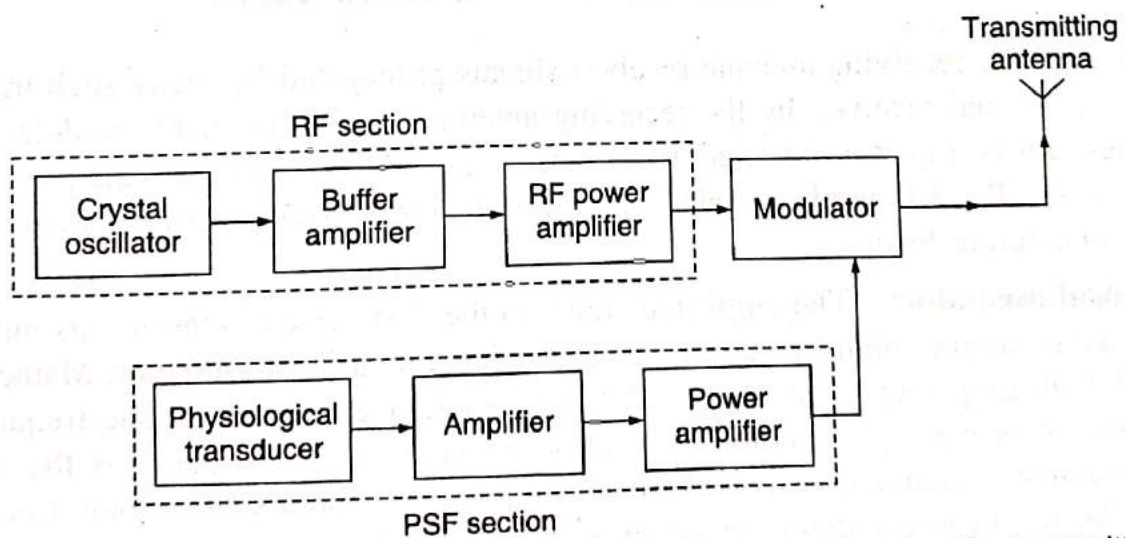 Transmitting
antenna
RF section
Crystal
oscillator
Buffer
amplifier
RF power
amplifier
Modulator
Physiological
transducer
Amplifier
Power
amplifier
PSF section